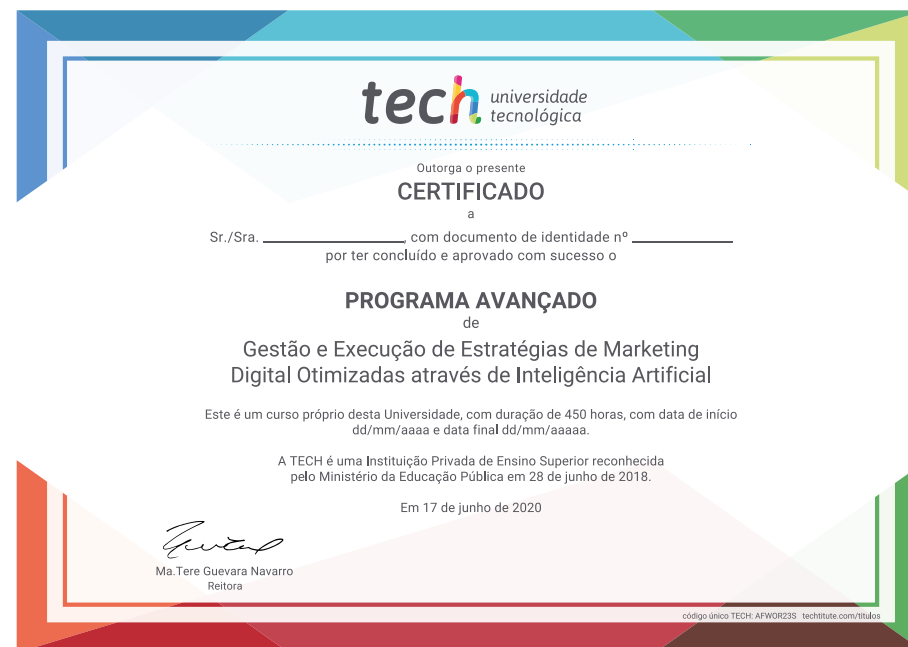 tech universidade
tecnológica
Outorga o presente
CERTIFICADO
a
Sr./Sra. ____________________, com documento de identidade nº ______________
por ter concluído e aprovado com sucesso o
PROGRAMA AVANÇADO
de
Gestão e Execução de Estratégias de Marketing
Digital Otimizadas através de Inteligência Artificial
Este é um curso próprio desta Universidade, com duração de 450 horas, com data de início
dd/mm/aaaa e data final dd/mm/aaaaa.
A TECH é uma Instituição Privada de Ensino Superior reconhecida
pelo Ministério da Educação Pública em 28 de junho de 2018.
Em 17 de junho de 2020
Ma.Tere Guevara Navarro
Reitora
código único TECH: AFWOR23S techtitute.com/titulos